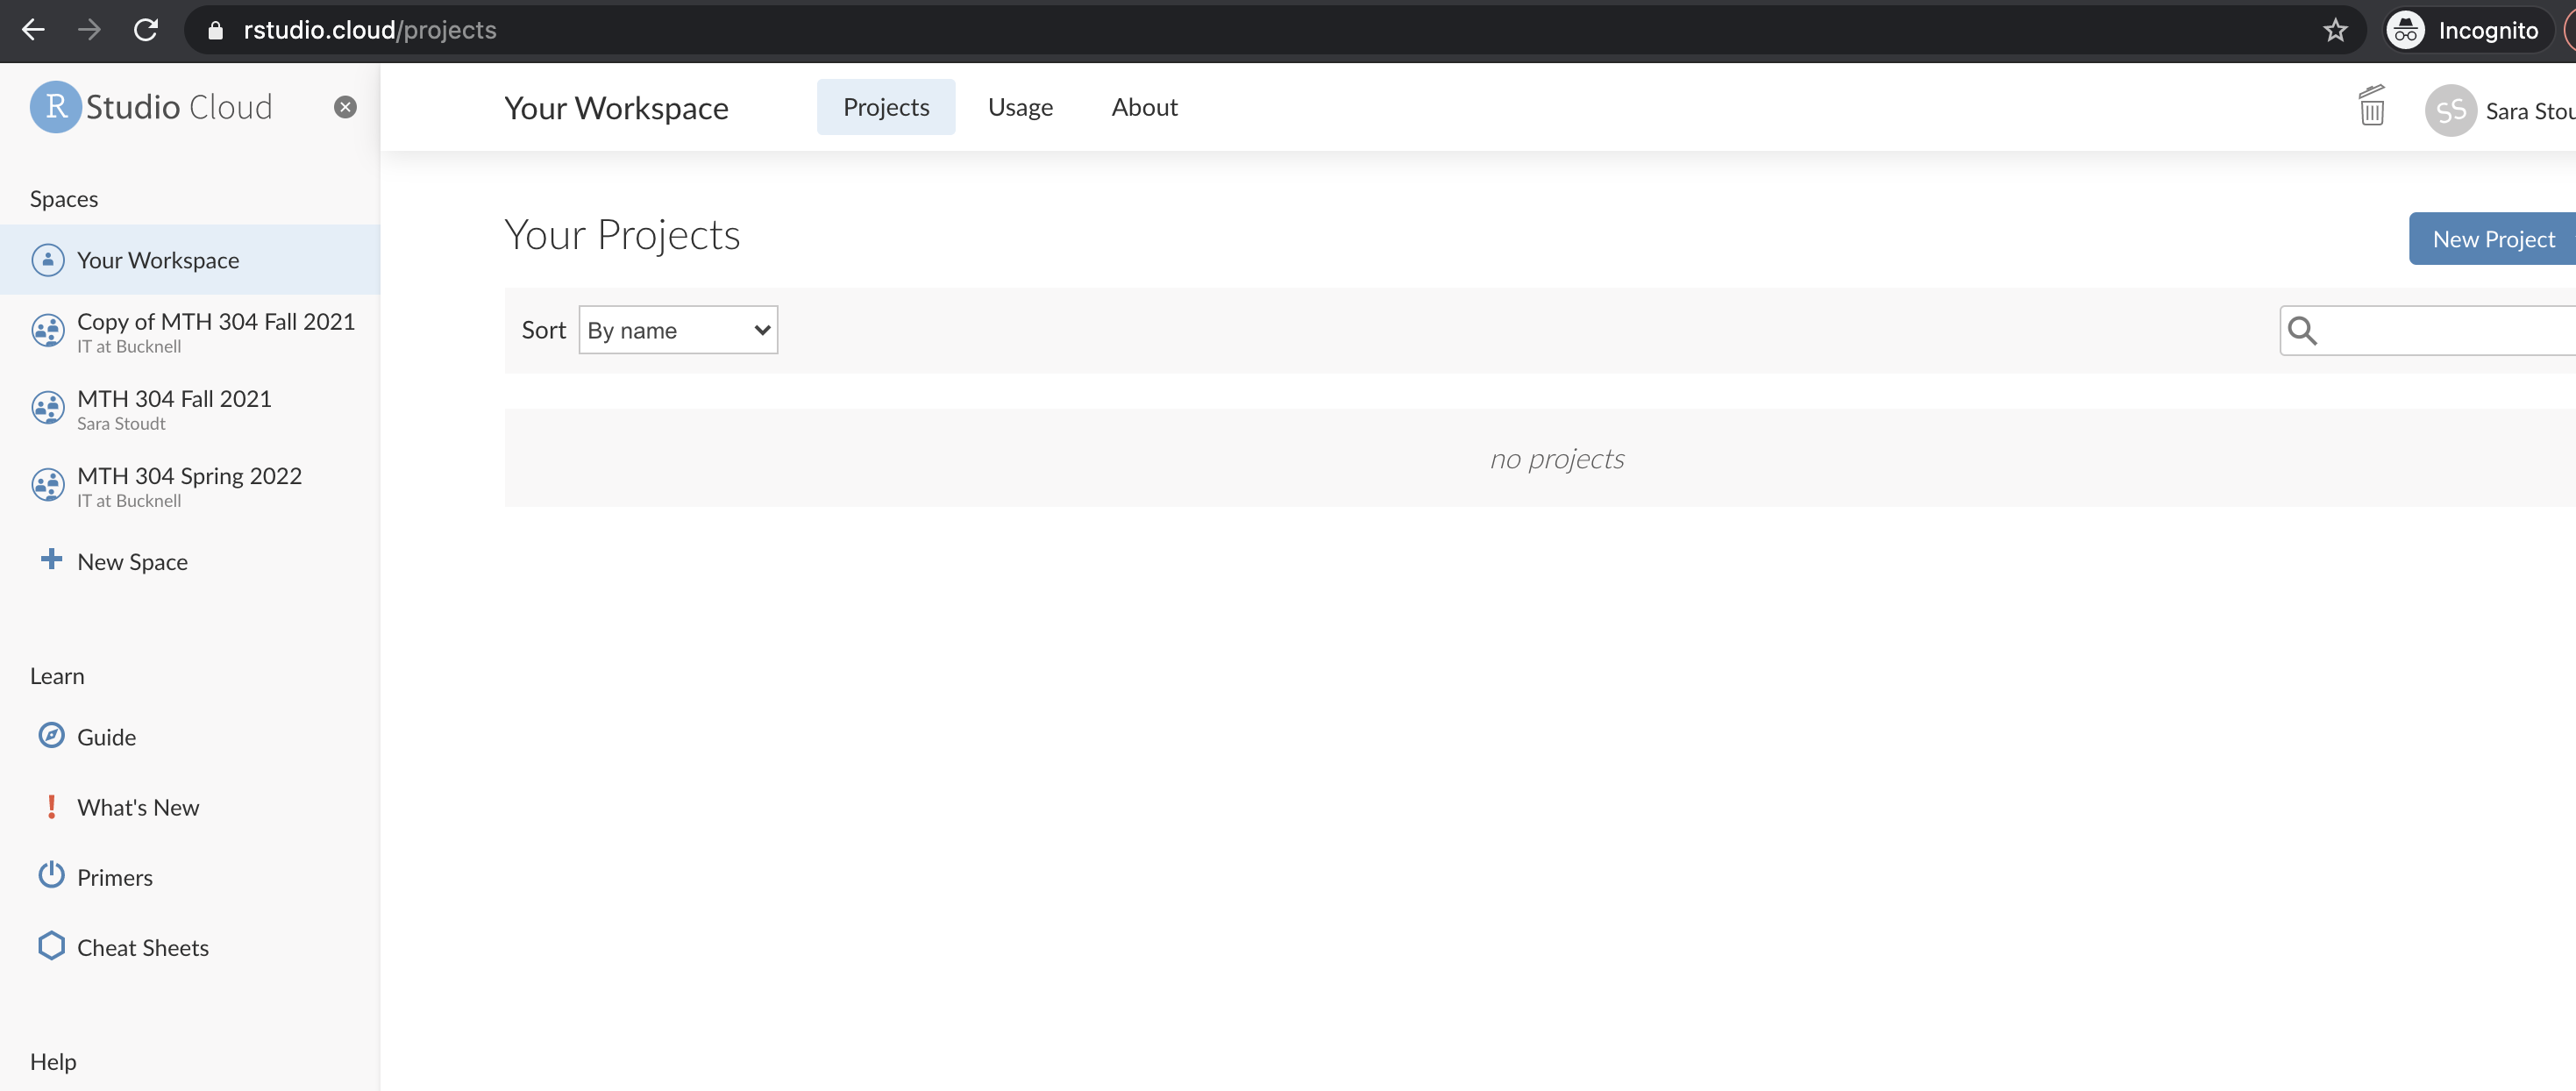 rstudio.cloud/projects
Incognito
R Studio Cloud
Your Workspace
Projects
Usage
About
SS
Sara Stou
Spaces
Your Workspace
Copy of MTH 304 Fall 2021
IT at Bucknell
MTH 304 Fall 2021
Sara Stoudt
MTH 304 Spring 2022
IT at Bucknell
New Space
Learn
Guide
What's New
Primers
Cheat Sheets
Help
Your Projects
New Project
Sort
By name
no projects